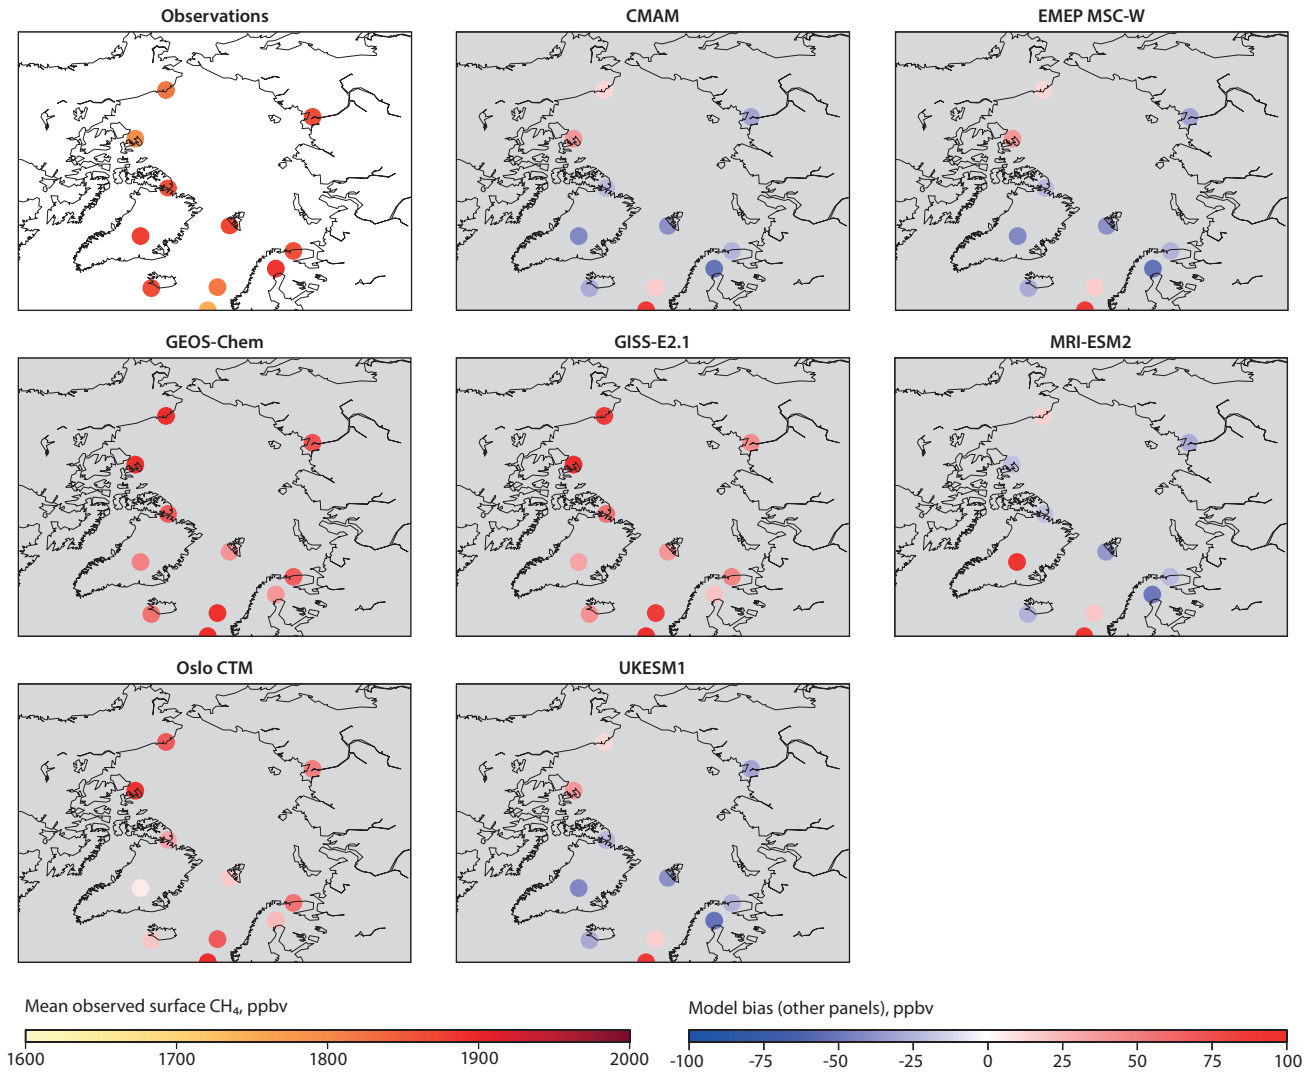 Observations
CMAM
EMEP MSC-W
GEOS-Chem
GISS-E2.1
MRI-ESM2
Oslo CTM
UKESM1
Mean observed surface CH₄, ppbv
1600 1700 1800 1900 2000
Model bias (other panels), ppbv
-100 -75 -50 -25 0 25 50 75 100